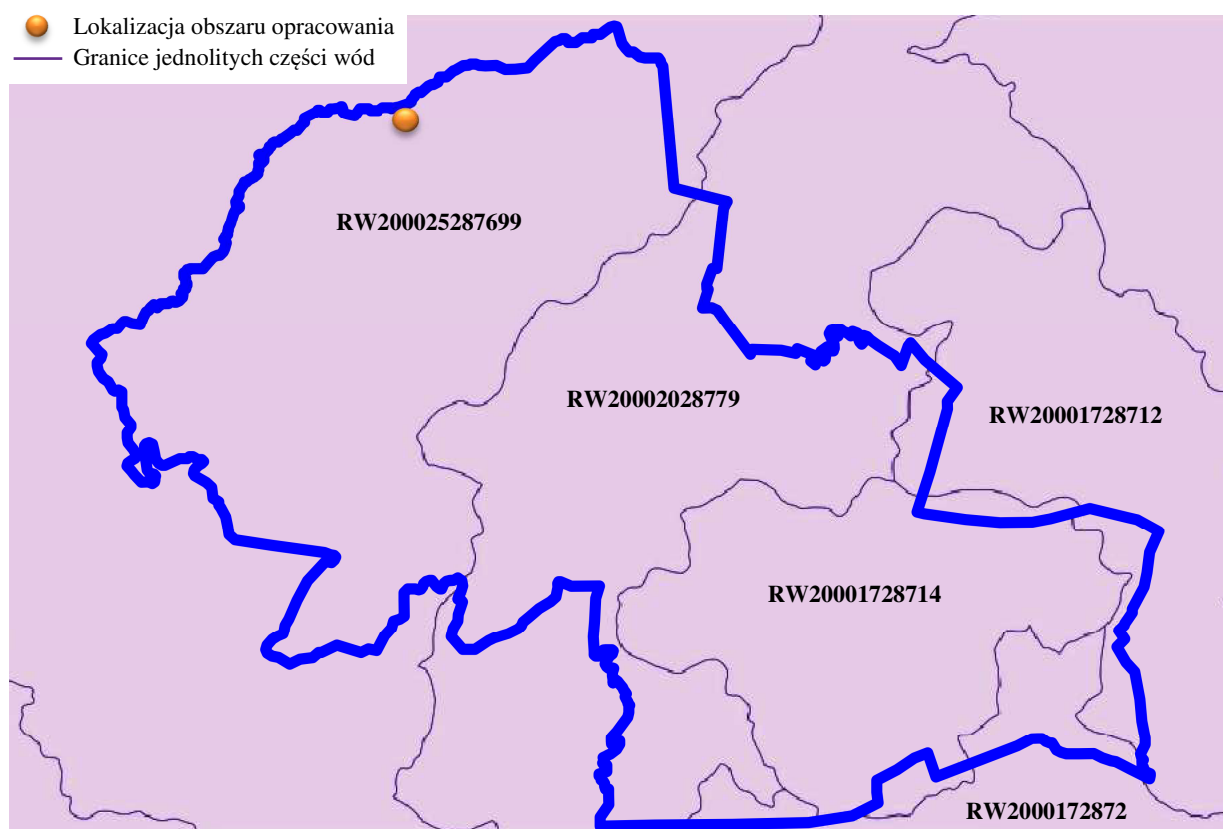 Lokalizacja obszaru opracowania
Granice jednolitych części wód
RW200025287699
RW20002028779
RW20001728712
RW20001728714
RW2000172872